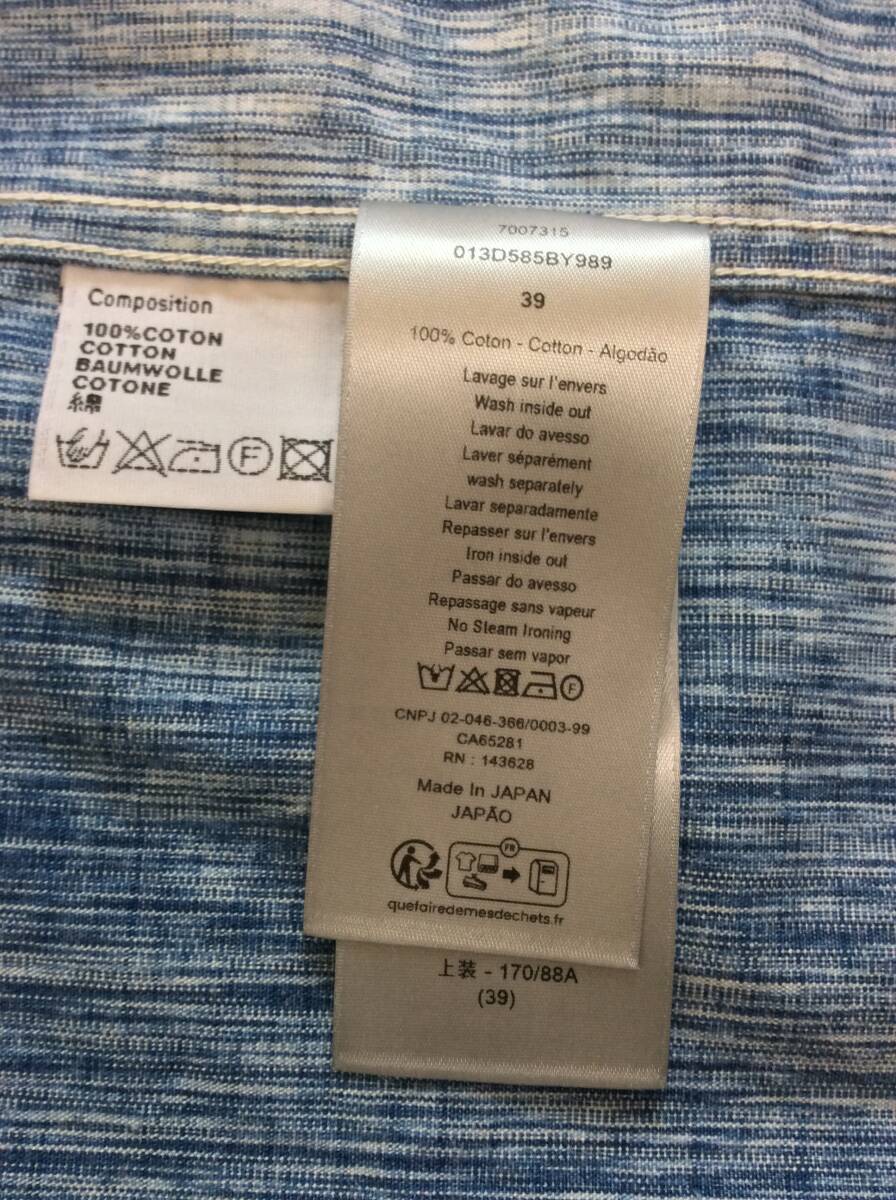 Composition
100%COTON
COTTON
BAUMWOLLE
COTONE
綿
F
7007315
013D585BY989
39
100% Coton - Cotton - Algodão
Lavage sur l'envers
Wash inside out
Lavar do avesso
Laver séparément
wash separately
Lavar separadamente
Repasser sur l'envers
Iron inside out
Passar do avesso
Repassage sans vapeur
No Steam Ironing
Passar sem vapor
F
CNPJ 02-046-366/0003-99
CA65281
RN : 143628
Made In JAPAN
JAPÃO
FR
quefairedemesdechets.fr
上装 - 170/88A
(39)